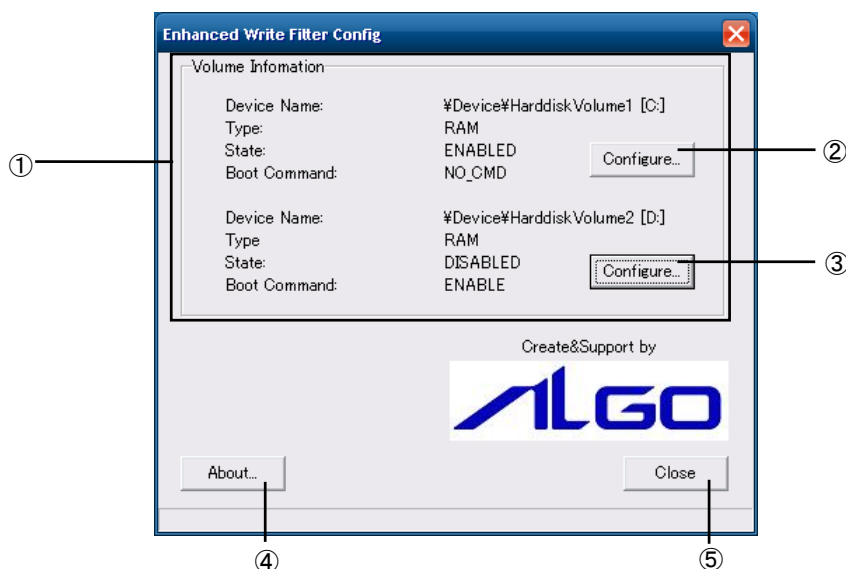 Enhanced Write Fitter Config
Volume Infomation
Device Name: ¥Device¥HarddiskVolume1 [C:]
Type: RAM
State: ENABLED
Boot Command: NO_CMD
Configure...
Device Name: ¥Device¥HarddiskVolume2 [D:]
Type RAM
State: DISABLED
Boot Command: ENABLE
Configure...
① ② ③
Create&Support by
ALGO
About... Close
④ ⑤